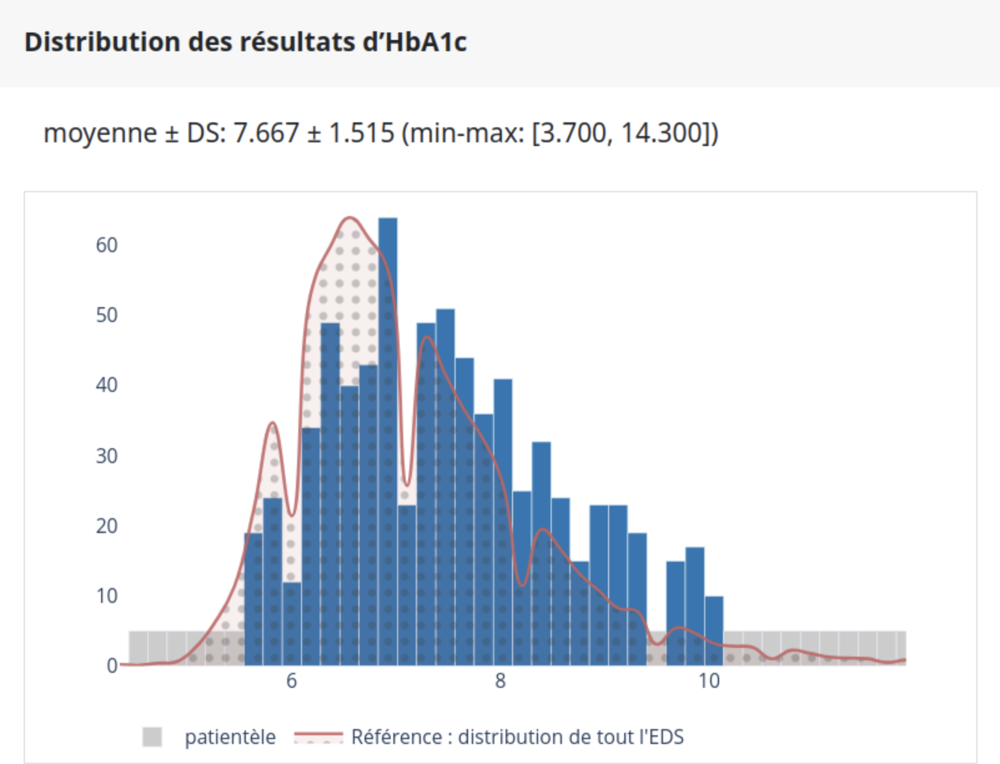 Distribution des résultats d’HbA1c
moyenne ± DS: 7.667 ± 1.515 (min-max: [3.700, 14.300])
60
50
40
30
20
10
0
6 8 10
patientèle Référence : distribution de tout l'EDS